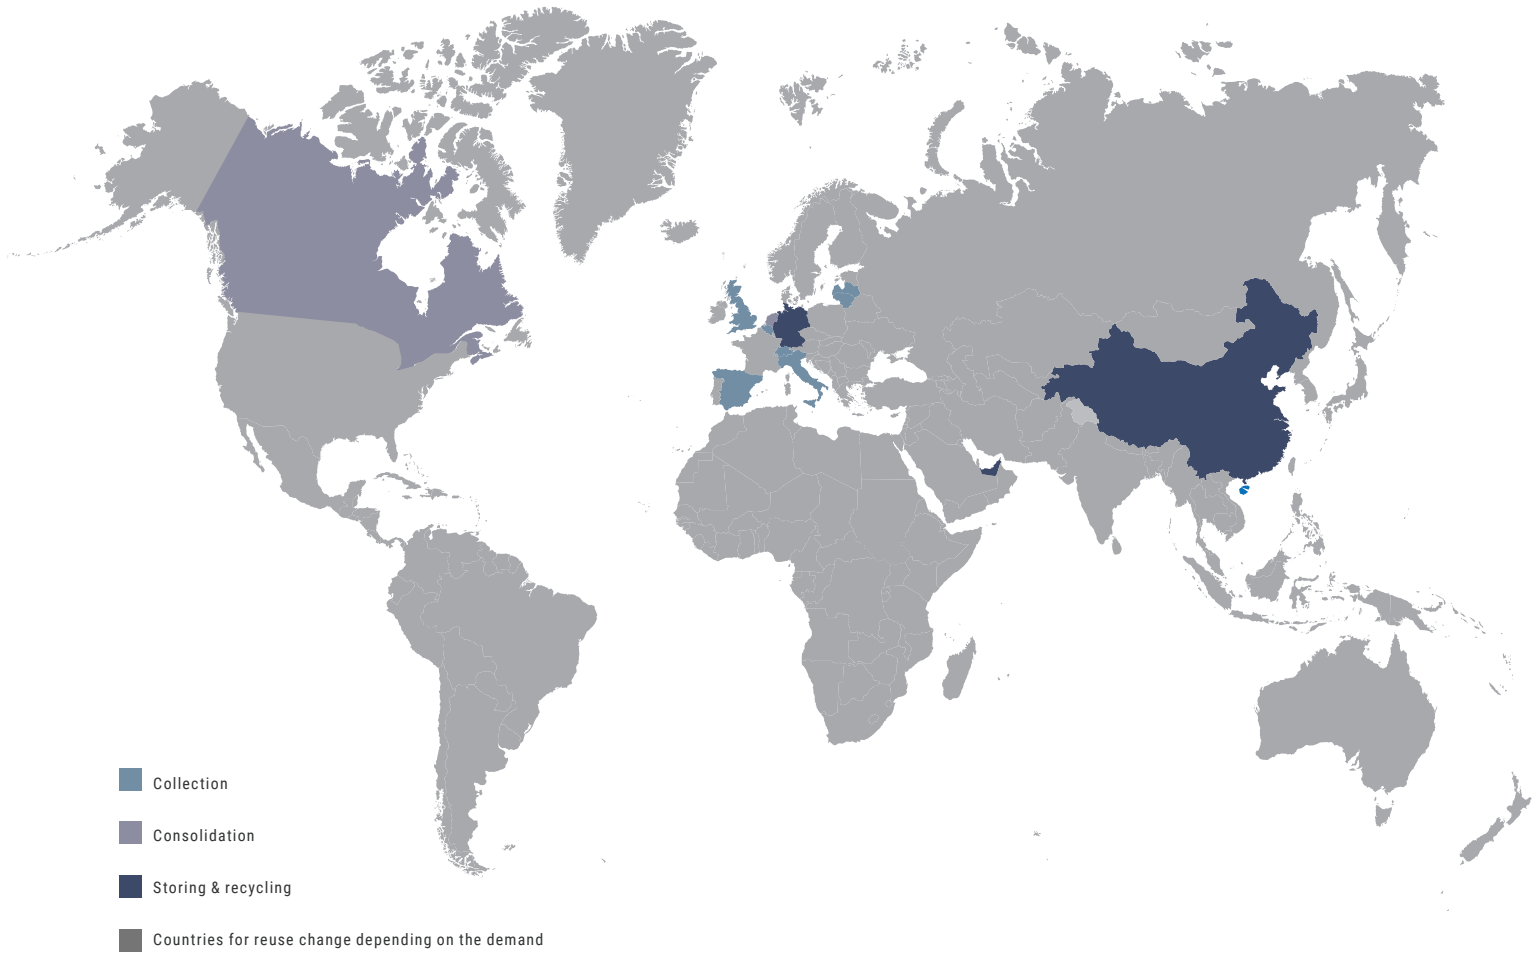 Collection
Consolidation
Storing & recycling
Countries for reuse change depending on the demand